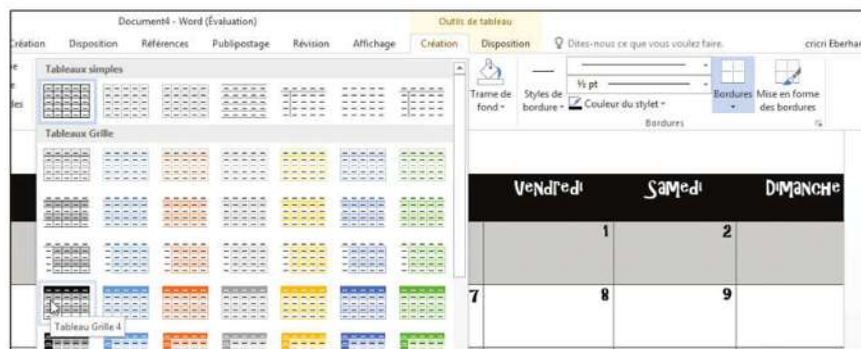 Document4 - Word (Évaluation)
Outils de tableau
Création Disposition Références Publipostage Révision Affichage Création Disposition Dites-nous ce que vous voulez faire. cricri Eberhar
Tableaux simples
Tableaux Grille
Tableau Grille 4
Trame de fond
Styles de bordure
½ pt
Couleur du stylet
Bordures
Mise en forme des bordures
Bordures
Vendredi Samedi Dimanche
1 2
7 8 9